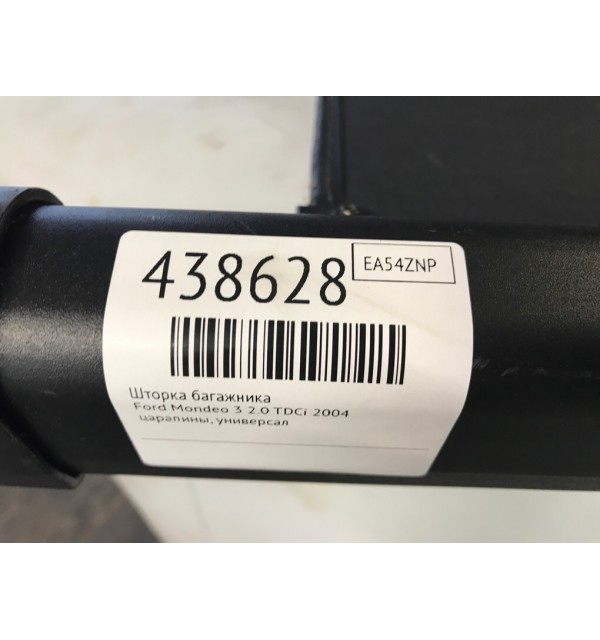 438628
EA54ZNP
Шторка багажника
Ford Mondeo 3 2.0 TDCi 2004
царапины, универсал